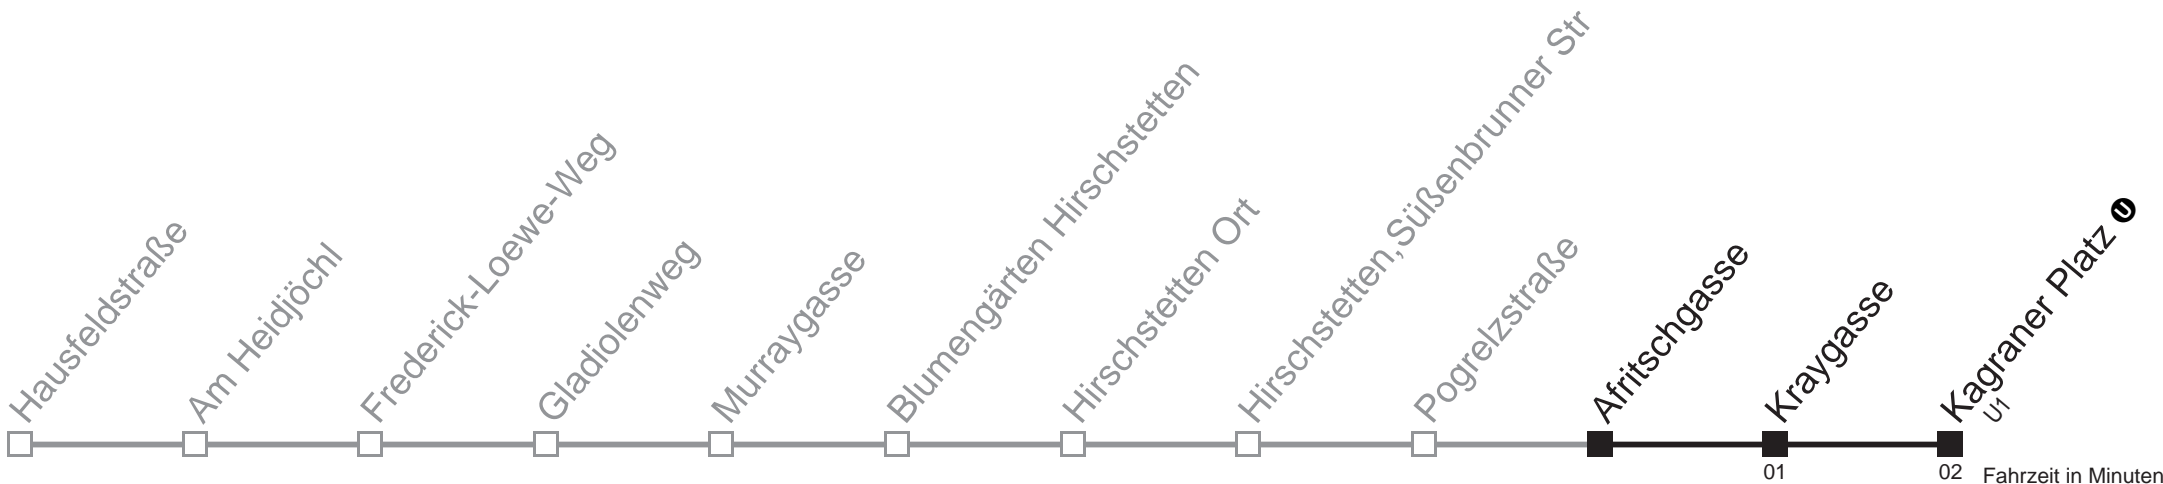 Hausfeldstraße
Am Heidjöchl
Frederick-Loewe-Weg
Gladiolenweg
Murraygasse
Blumengärten Hirschstetten
Hirschstetten Ort
Hirschstetten,Süßenbrunner Str
Pogrelzstraße
Afritschgasse
Kraygasse
Kagraner Platz U
U1
01
02
Fahrzeit in Minuten